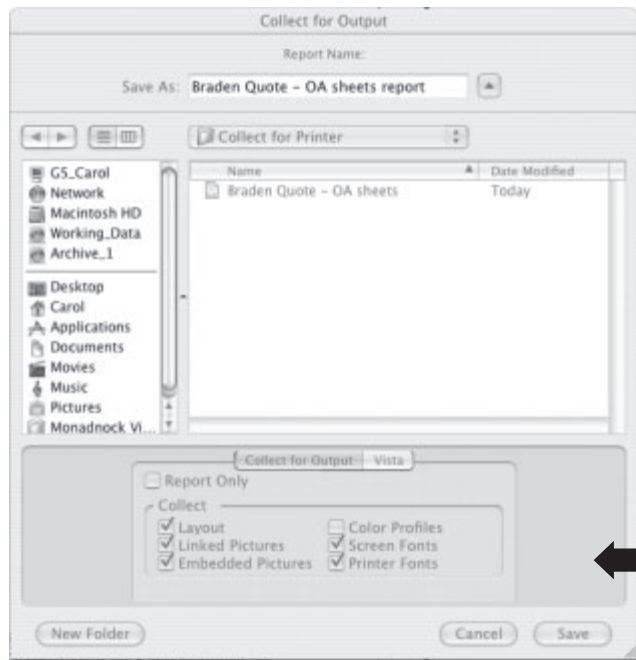 Collect for Output
Report Name:
Save As: Braden Quote – OA sheets report
Collect for Printer
G5_Carol
Network
Macintosh HD
Working_Data
Archive_1
Desktop
Carol
Applications
Documents
Movies
Music
Pictures
Monadnock Vi...
Name Date Modified
Braden Quote – OA sheets Today
Collect for Output Vista
Report Only
Collect
Layout Color Profiles
Linked Pictures Screen Fonts
Embedded Pictures Printer Fonts
New Folder Cancel Save